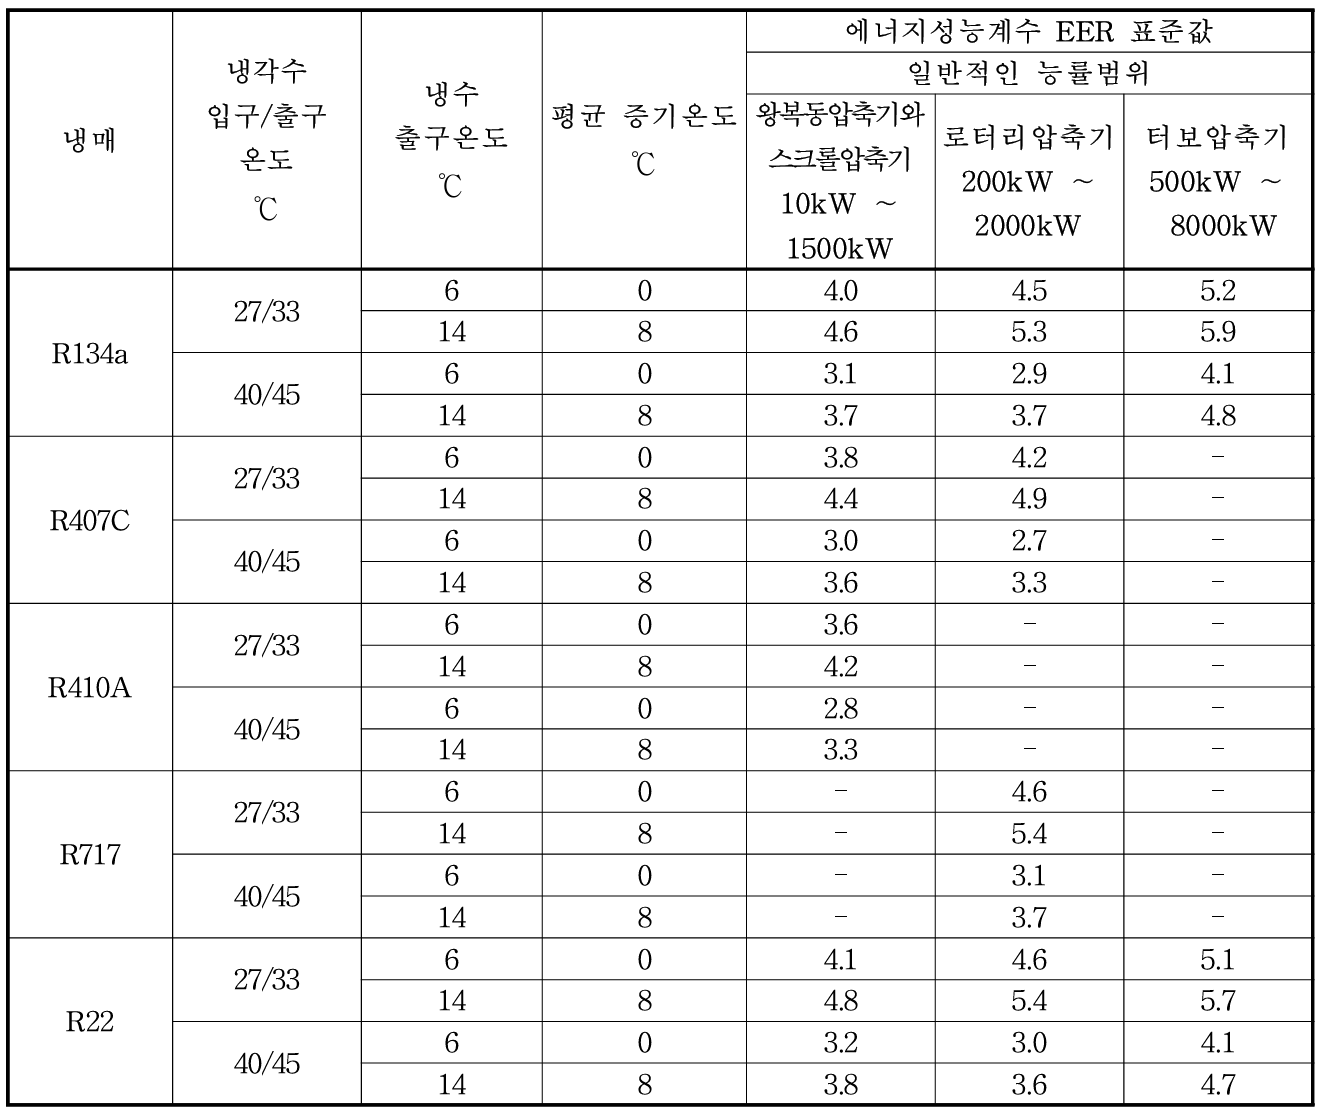 에너지성능계수 EER 표준값
일반적인 능률범위
냉매
냉각수
입구/출구
온도
℃
냉수
출구온도
℃
평균 증기온도
℃
왕복동압축기와
스크롤압축기
10kW ~
1500kW
로터리압축기
200kW ~
2000kW
터보압축기
500kW ~
8000kW
R134a 27/33 6 0 4.0 4.5 5.2
14 8 4.6 5.3 5.9
40/45 6 0 3.1 2.9 4.1
14 8 3.7 3.7 4.8
R407C 27/33 6 0 3.8 4.2 -
14 8 4.4 4.9 -
40/45 6 0 3.0 2.7 -
14 8 3.6 3.3 -
R410A 27/33 6 0 3.6 - -
14 8 4.2 - -
40/45 6 0 2.8 - -
14 8 3.3 - -
R717 27/33 6 0 - 4.6 -
14 8 - 5.4 -
40/45 6 0 - 3.1 -
14 8 - 3.7 -
R22 27/33 6 0 4.1 4.6 5.1
14 8 4.8 5.4 5.7
40/45 6 0 3.2 3.0 4.1
14 8 3.8 3.6 4.7